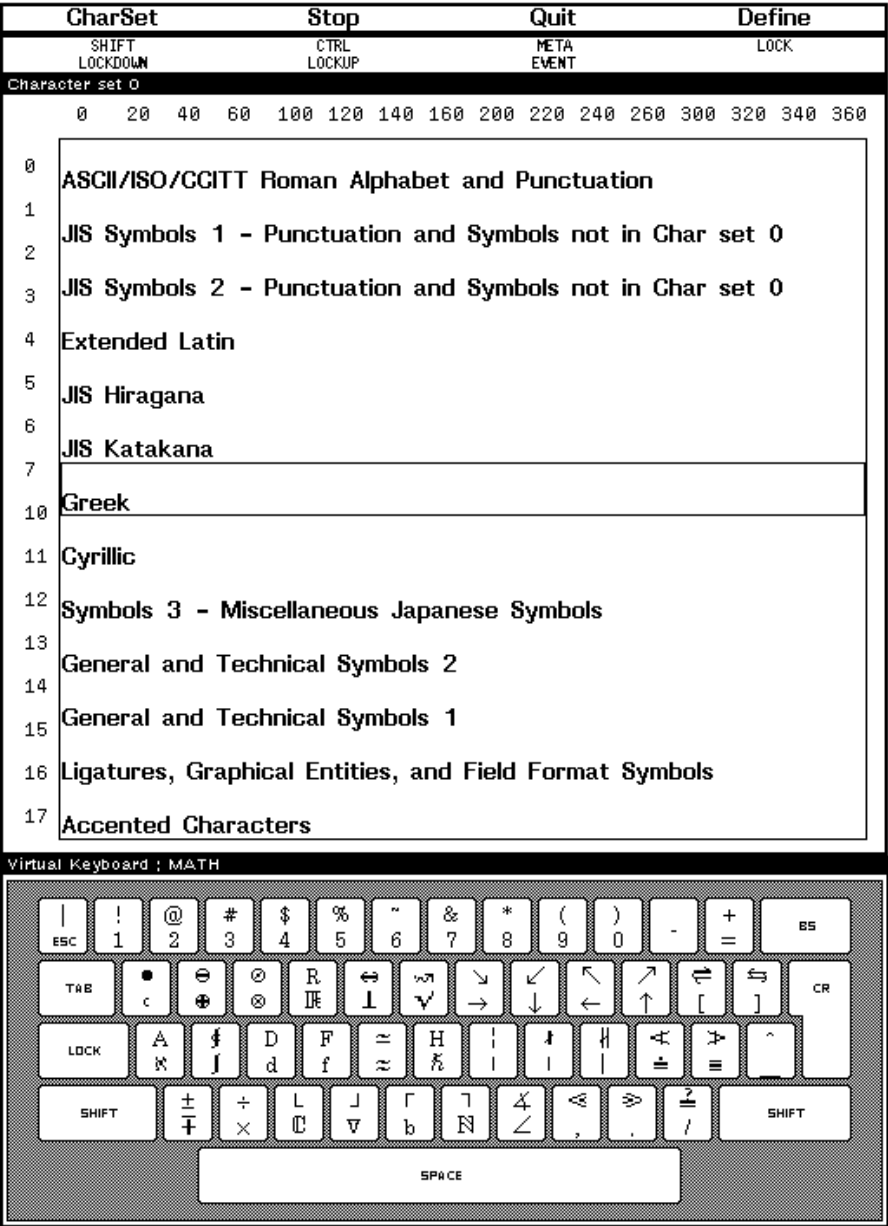 CharSet Stop Quit Define
SHIFT CTRL META LOCK
LOCKDOWN LOCKUP EVENT
Character set 0
0 20 40 60 100 120 140 160 200 220 240 260 300 320 340 360
0
ASCII/ISO/CCITT Roman Alphabet and Punctuation
1
JIS Symbols 1 - Punctuation and Symbols not in Char set 0
2
JIS Symbols 2 - Punctuation and Symbols not in Char set 0
3
4 Extended Latin
5
JIS Hiragana
6
JIS Katakana
7
Greek
10
11 Cyrillic
12 Symbols 3 - Miscellaneous Japanese Symbols
13
General and Technical Symbols 2
14
General and Technical Symbols 1
15
16 Ligatures, Graphical Entities, and Field Format Symbols
17 Accented Characters
Virtual Keyboard ; MATH
| ! @ # $ % ~ & * ( ) - +
ESC 1 2 3 4 5 6 7 8 9 0 = BS
● ⊖ ⊘ R ⇔ ↘ ↙ ↖ ↗ ⇌ ⇆
TAB c ⊕ ⊗ ⊥ √ → ↓ ← ↑ [ ] CR
A ∮ D F ≃ H ¦ ∦ ∢ ^
LOCK ℵ ∫ d f ≈ ℏ | | | ≐ ≡ _
± ÷ L ⅃ Γ ⅂ ∡ ⋜ ⋝ ≟
SHIFT ∓ × ℂ ∇ b ℕ ∠ , . / SHIFT
SPACE